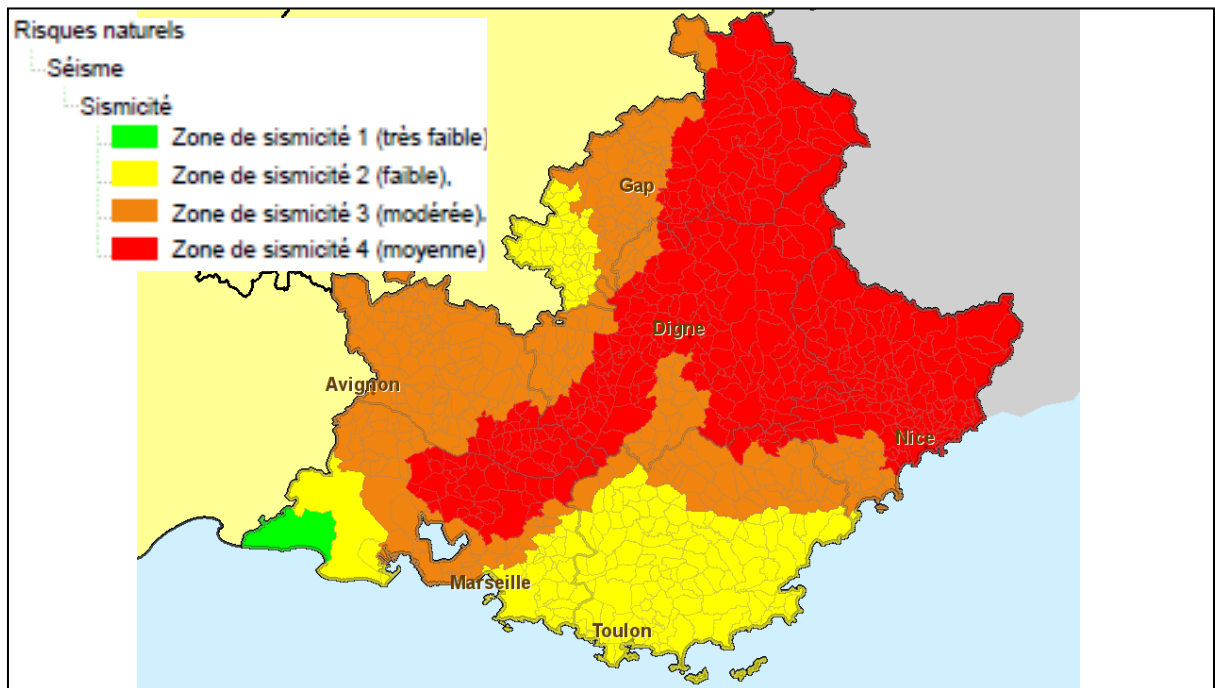 Risques naturels
Séisme
Sismicité
Zone de sismicité 1 (très faible)
Zone de sismicité 2 (faible),
Zone de sismicité 3 (modérée).
Zone de sismicité 4 (moyenne)
Gap
Digne
Avignon
Nice
Marseille
Toulon